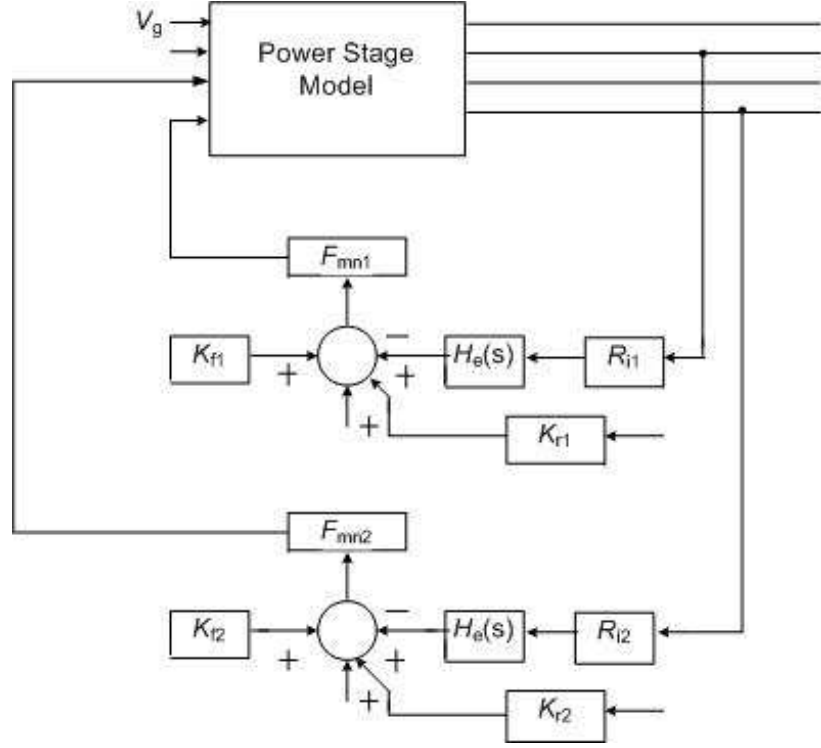 Vg
Power Stage
Model
Fmn1
Kf1
+
−
+
He(s)
Ri1
+
Kr1
Fmn2
Kf2
+
−
+
He(s)
Ri2
+
Kr2